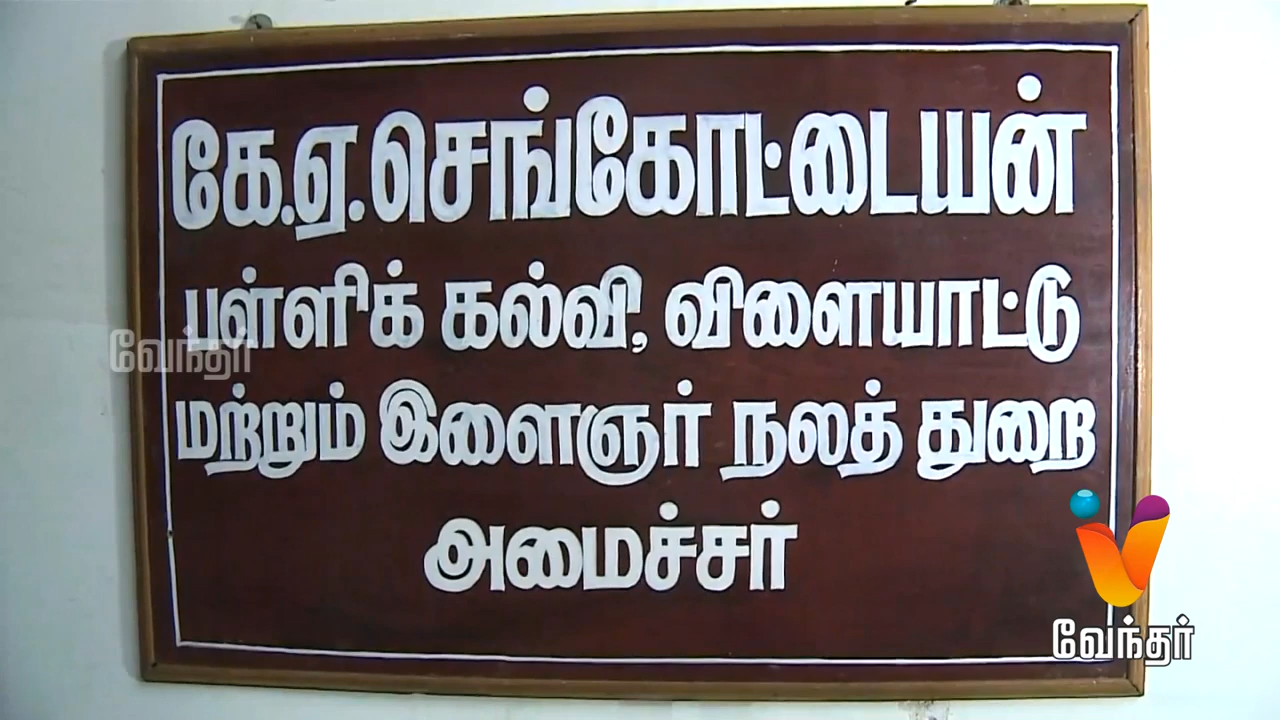 கே.ஏ.செங்கோட்டையன்
பள்ளிக் கல்வி, விளையாட்டு
வேந்தர்
மற்றும் இளைஞர் நலத் துறை
அமைச்சர்
வேந்தர்